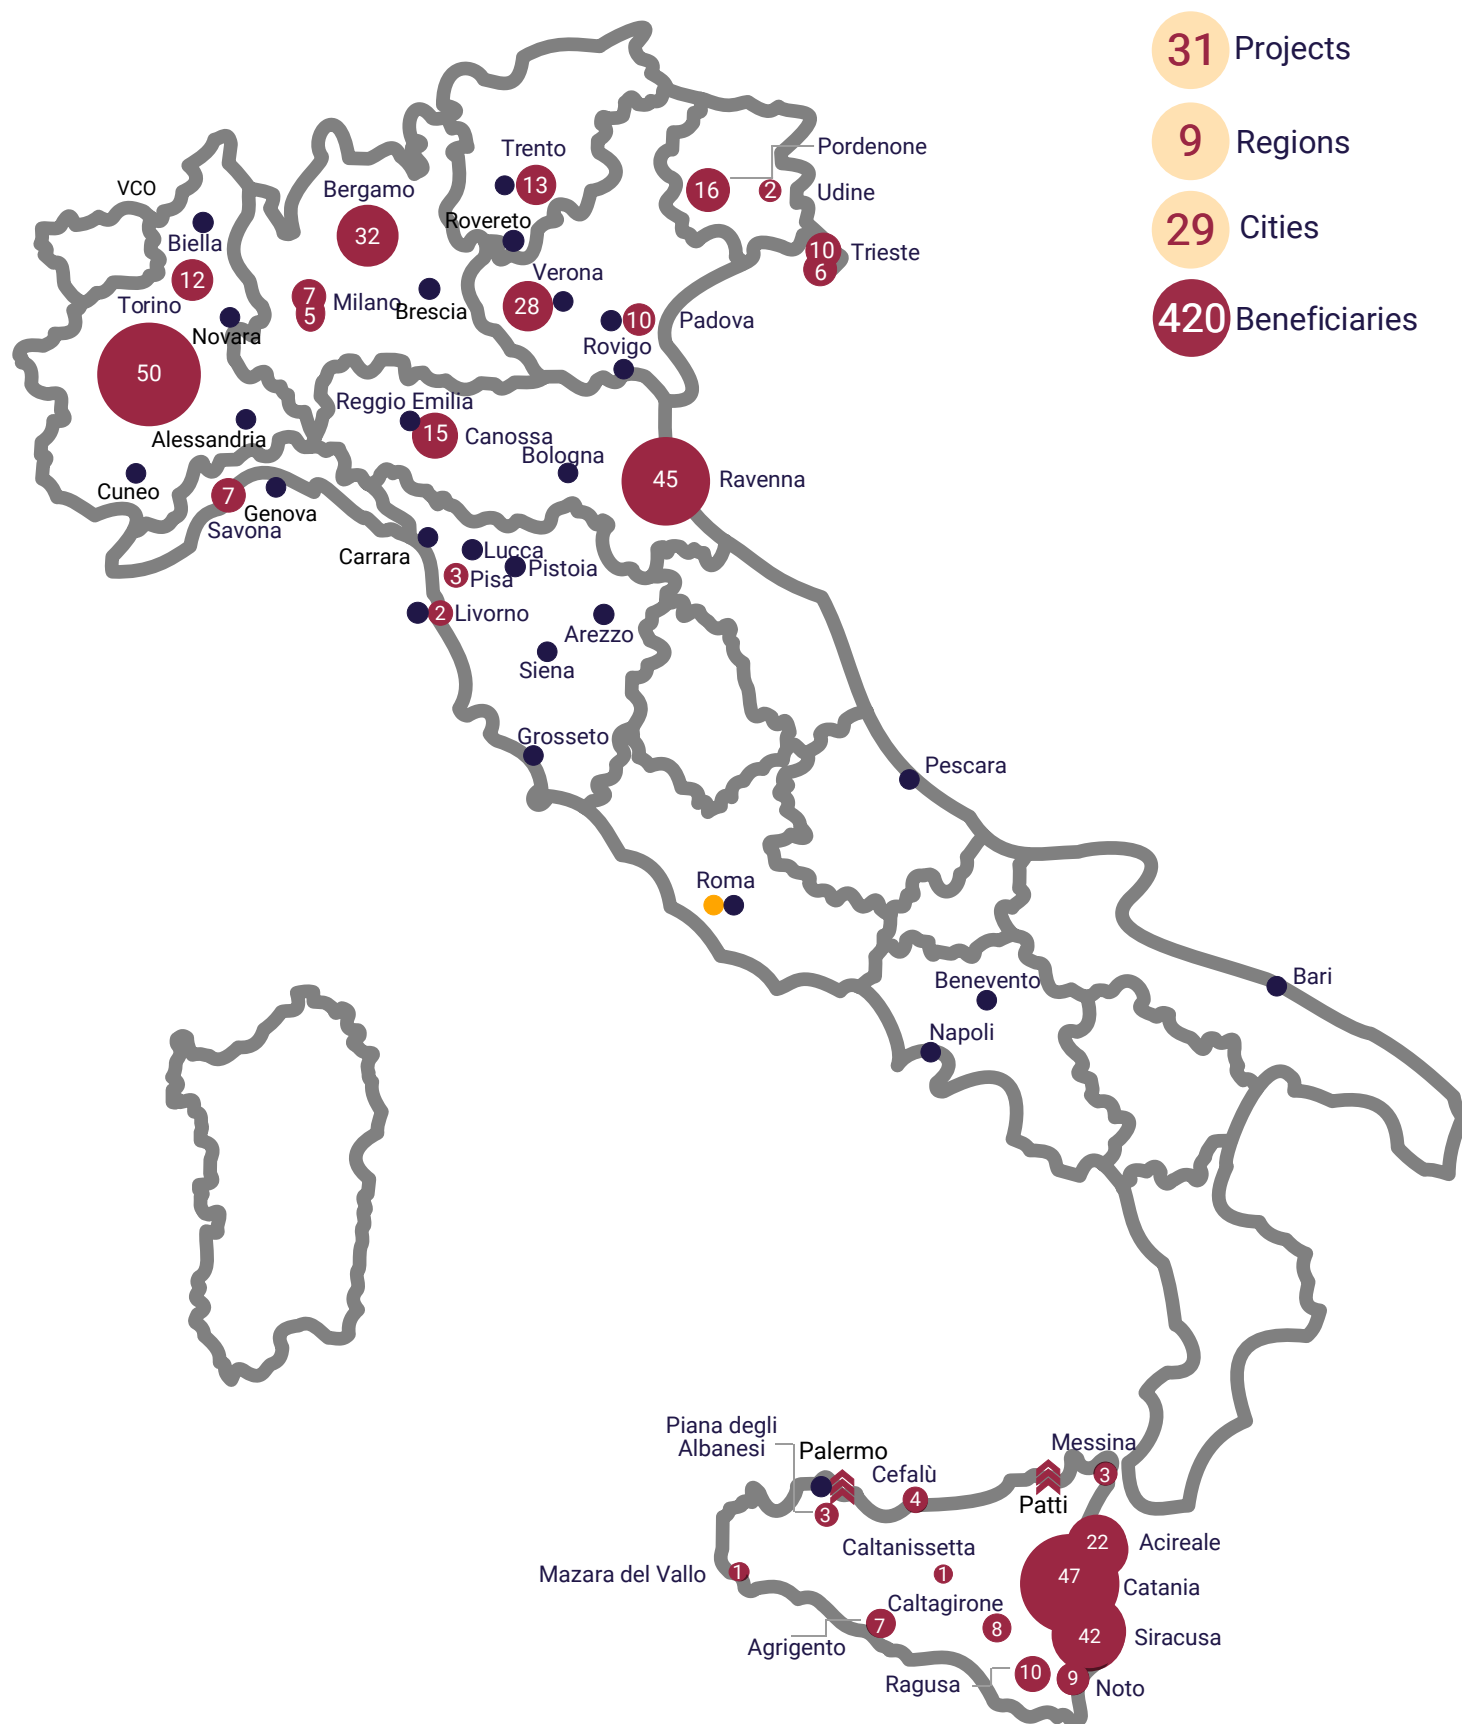 31 Projects
9 Regions
29 Cities
420 Beneficiaries
Pordenone
Trento
VCO
Bergamo
13
16
2
Udine
Rovereto
32
Biella
10
Trieste
6
12
Verona
Torino
7
5
Milano
Brescia
28
10
Padova
Novara
Rovigo
50
Reggio Emilia
15
Canossa
Alessandria
Bologna
45
Ravenna
Cuneo
7
Genova
Savona
Carrara
Lucca
Pistoia
3
Pisa
2
Livorno
Arezzo
Siena
Grosseto
Pescara
Roma
Bari
Benevento
Napoli
Piana degli
Albanesi
Palermo
Messina
Cefalù
3
4
Patti
3
22
Acireale
Caltanissetta
Mazara del Vallo
1
1
47
Catania
Caltagirone
7
8
42
Siracusa
Agrigento
10
9
Ragusa
Noto